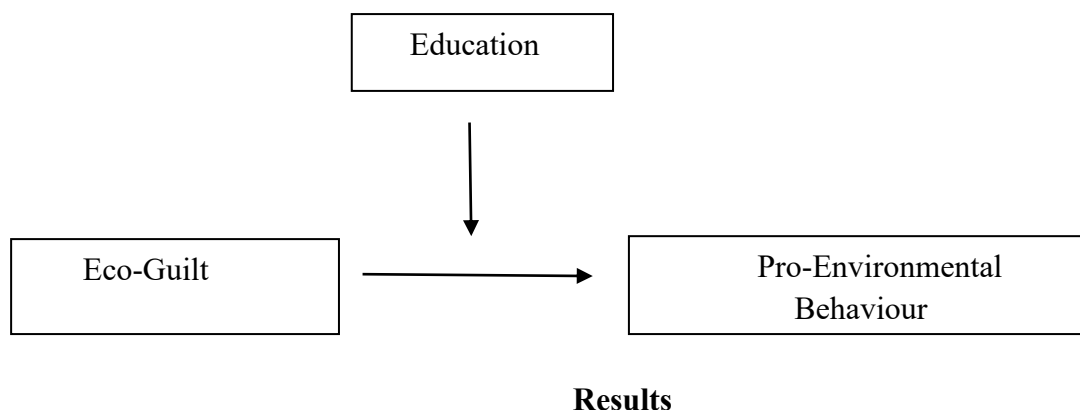 Education
Eco-Guilt
Pro-Environmental
Behaviour
Results